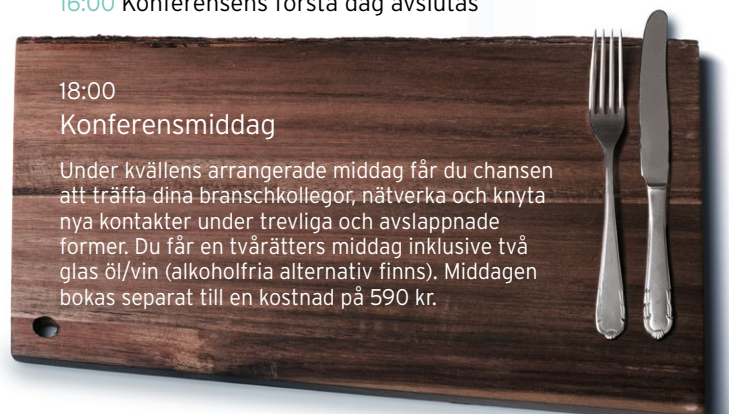 16:00 Konferensens första dag avslutas
18:00
Konferensmiddag
Under kvällens arrangerade middag får du chansen
att träffa dina branschkollegor, nätverka och knyta
nya kontakter under trevliga och avslappnade
former. Du får en tvårätters middag inklusive två
glas öl/vin (alkoholfria alternativ finns). Middagen
bokas separat till en kostnad på 590 kr.